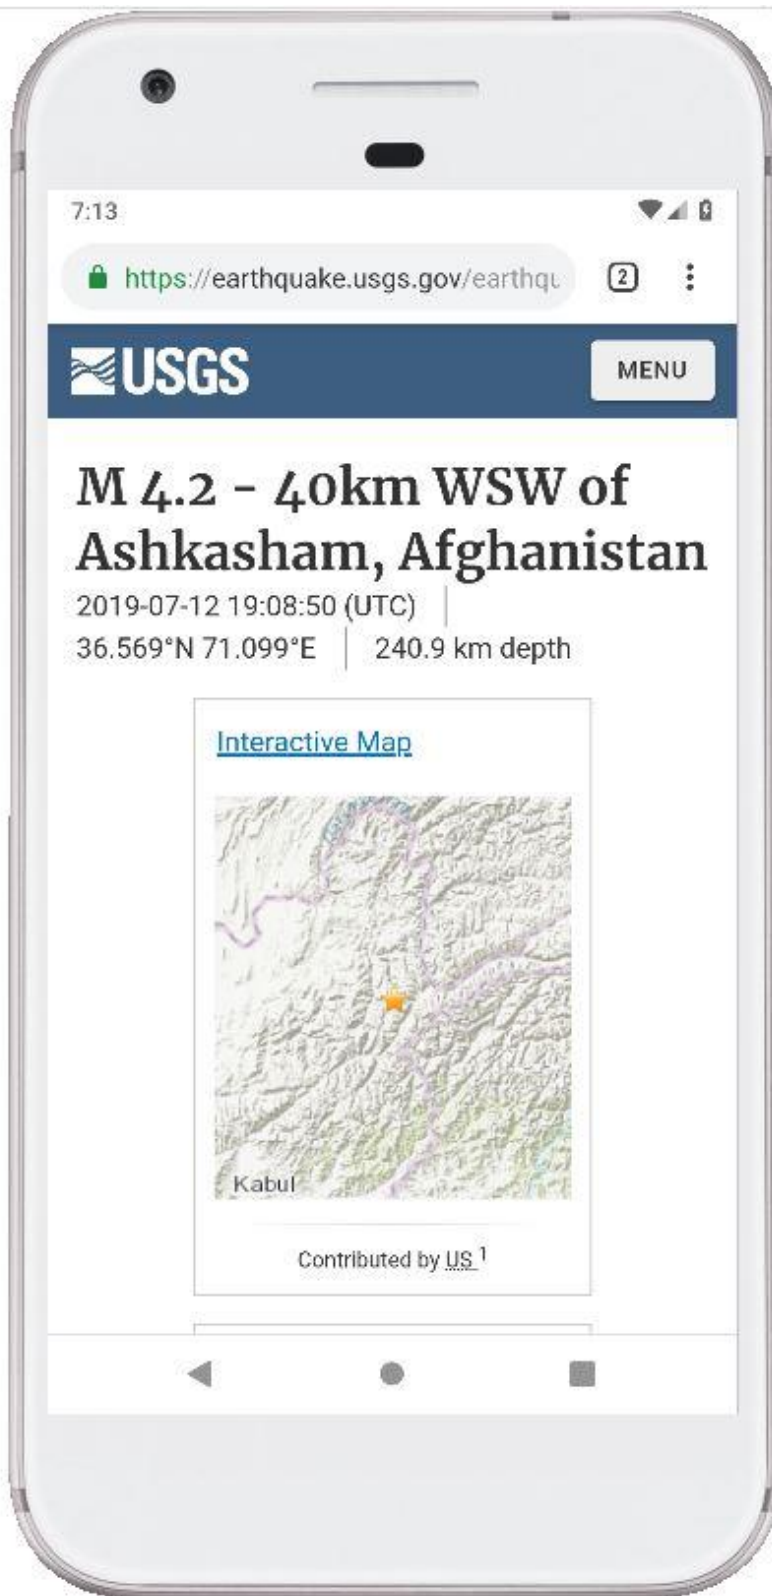 7:13
https://earthquake.usgs.gov/earthqu
2
USGS
MENU
M 4.2 - 40km WSW of
Ashkasham, Afghanistan
2019-07-12 19:08:50 (UTC)
36.569°N 71.099°E 240.9 km depth
Interactive Map
Kabul
Contributed by US 1